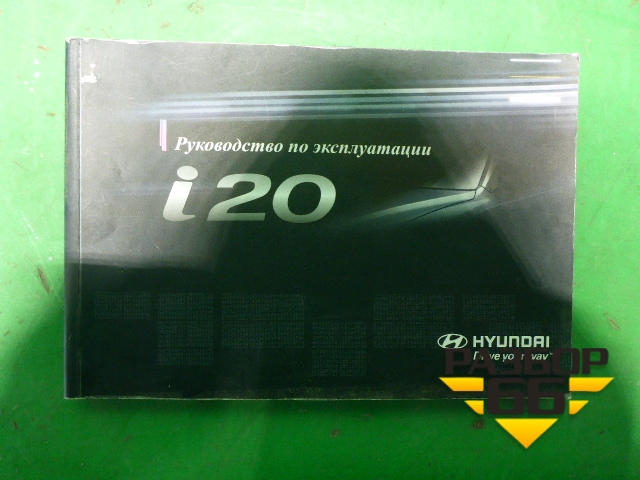 Руководство по эксплуатации
i20
HYUNDAI
Drive your way
РАЗБОР
66